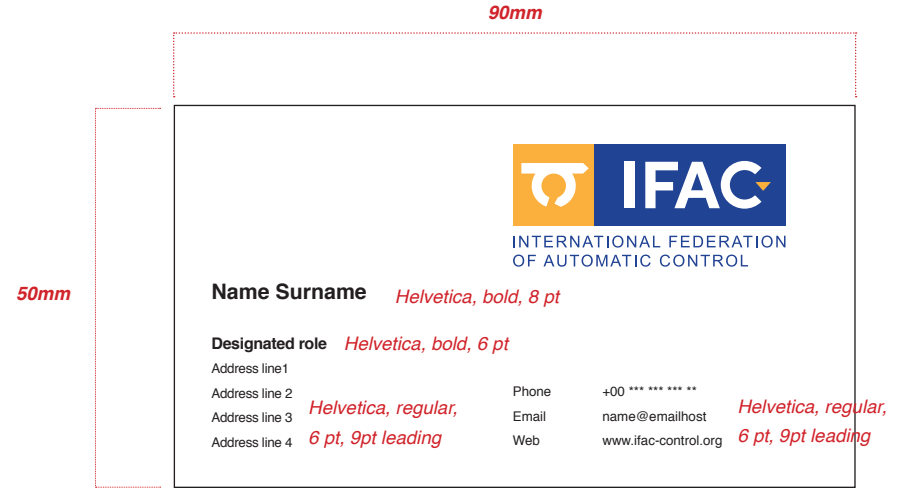 90mm
IFAC
INTERNATIONAL FEDERATION
OF AUTOMATIC CONTROL
50mm
Name Surname Helvetica, bold, 8 pt
Designated role Helvetica, bold, 6 pt
Address line1
Address line 2
Address line 3
Address line 4
Helvetica, regular,
6 pt, 9pt leading
Phone +00 *** *** *** **
Email name@emailhost
Web www.ifac-control.org
Helvetica, regular,
6 pt, 9pt leading